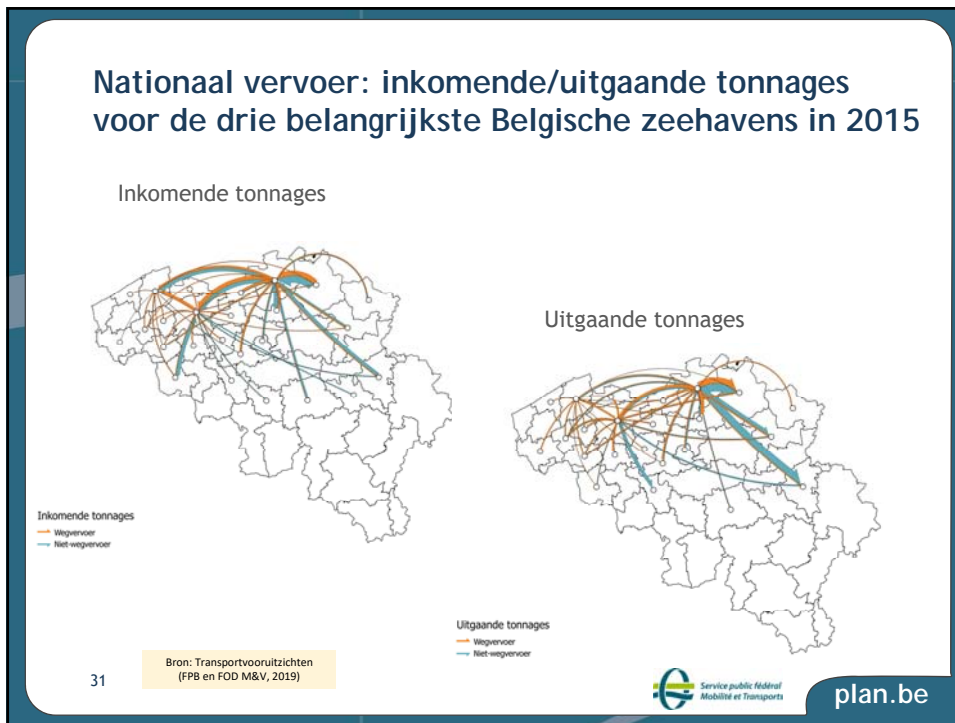 Nationaal vervoer: inkomende/uitgaande tonnages
voor de drie belangrijkste Belgische zeehavens in 2015
Inkomende tonnages
Uitgaande tonnages
Inkomende tonnages
Wegvervoer
Niet-wegvervoer
Uitgaande tonnages
Wegvervoer
Niet-wegvervoer
31
Bron: Transportvooruitzichten
(FPB en FOD M&V, 2019)
Service public fédéral
Mobilité et Transports
plan.be